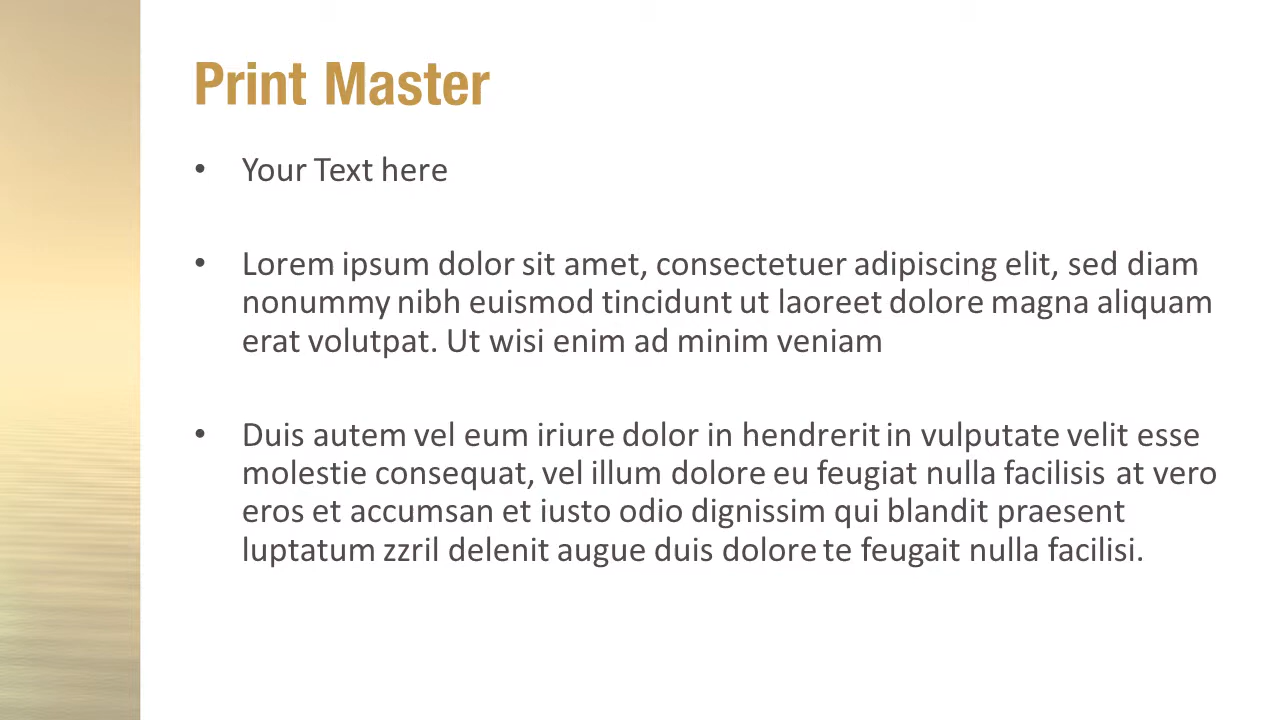 Print Master
• Your Text here
• Lorem ipsum dolor sit amet, consectetuer adipiscing elit, sed diam
nonummy nibh euismod tincidunt ut laoreet dolore magna aliquam
erat volutpat. Ut wisi enim ad minim veniam
• Duis autem vel eum iriure dolor in hendrerit in vulputate velit esse
molestie consequat, vel illum dolore eu feugiat nulla facilisis at vero
eros et accumsan et iusto odio dignissim qui blandit praesent
luptatum zzril delenit augue duis dolore te feugait nulla facilisi.